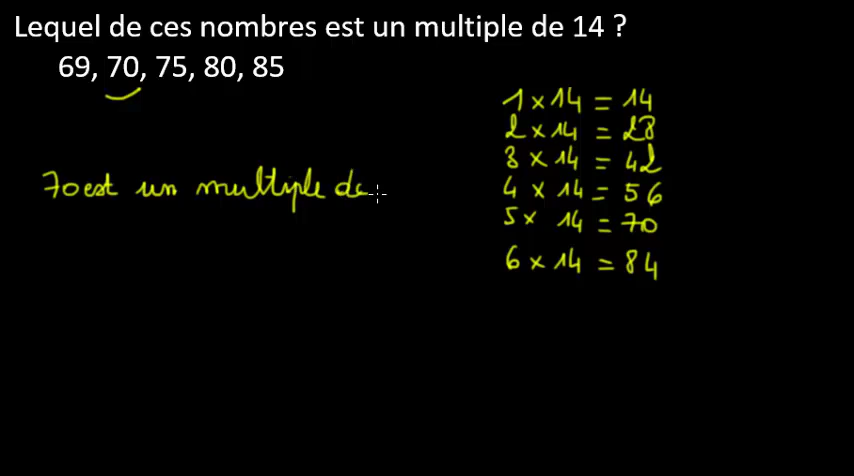 Lequel de ces nombres est un multiple de 14 ?
69, 70, 75, 80, 85
1 × 14 = 14
2 × 14 = 28
3 × 14 = 42
4 × 14 = 56
5 × 14 = 70
6 × 14 = 84
70 est un multiple de